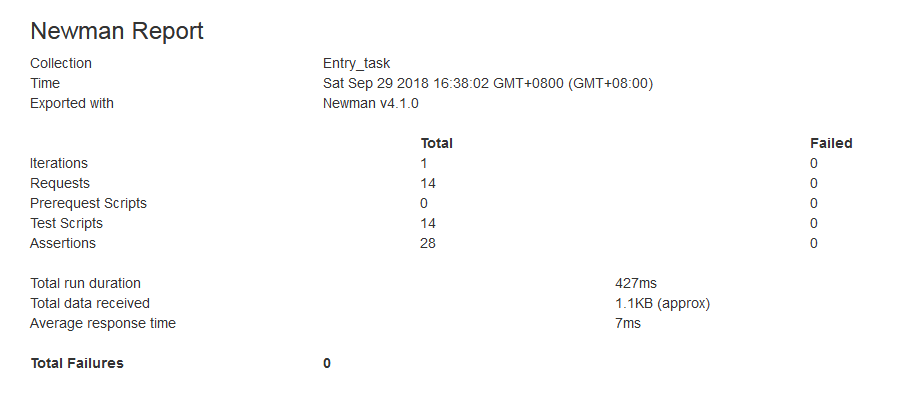 Newman Report
Collection Entry_task
Time Sat Sep 29 2018 16:38:02 GMT+0800 (GMT+08:00)
Exported with Newman v4.1.0
Total Failed
Iterations 1 0
Requests 14 0
Prerequest Scripts 0 0
Test Scripts 14 0
Assertions 28 0
Total run duration 427ms
Total data received 1.1KB (approx)
Average response time 7ms
Total Failures 0